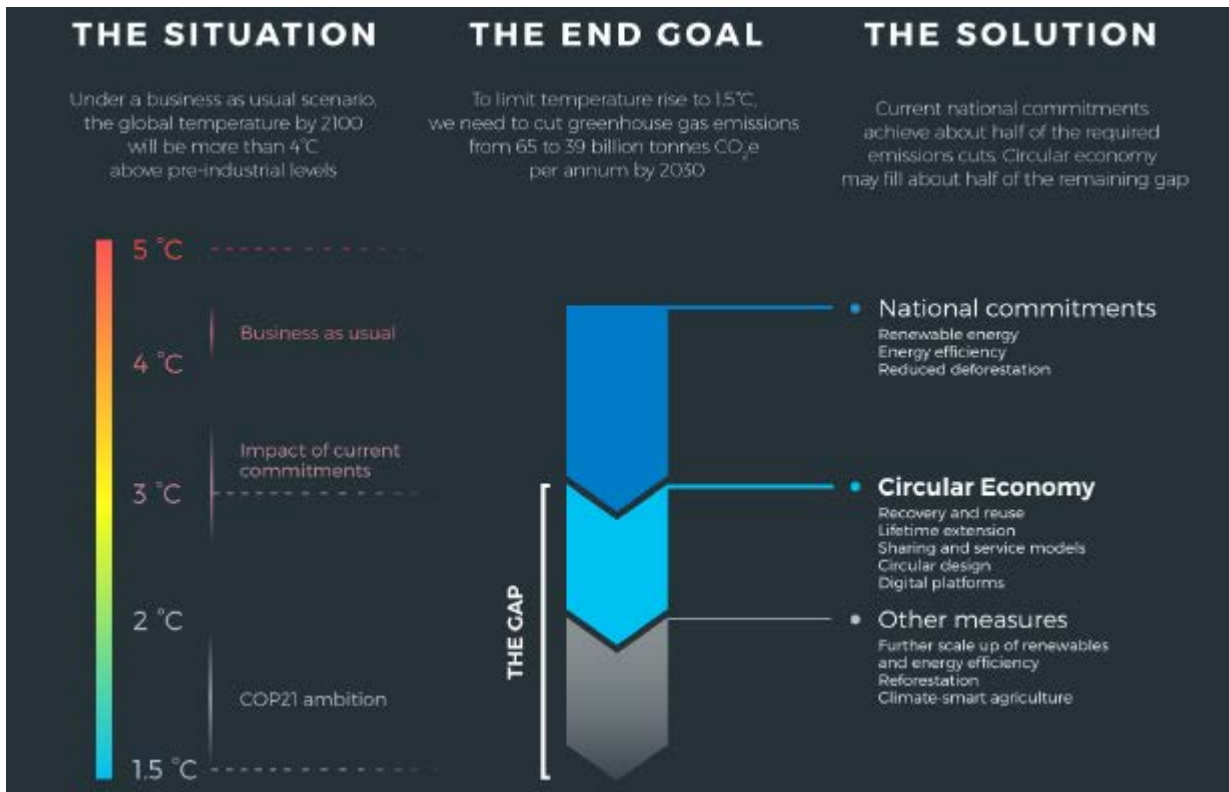 THE SITUATION
Under a business as usual scenario,
the global temperature by 2100
will be more than 4°C
above pre-industrial levels
THE END GOAL
To limit temperature rise to 1.5°C,
we need to cut greenhouse gas emissions
from 65 to 39 billion tonnes CO₂e
per annum by 2030
THE SOLUTION
Current national commitments
achieve about half of the required
emissions cuts. Circular economy
may fill about half of the remaining gap
5 °C
Business as usual
4 °C
Impact of current
commitments
3 °C
2 °C
COP21 ambition
1.5 °C
THE GAP
National commitments
Renewable energy
Energy efficiency
Reduced deforestation
Circular Economy
Recovery and reuse
Lifetime extension
Sharing and service models
Circular design
Digital platforms
Other measures
Further scale up of renewables
and energy efficiency
Reforestation
Climate-smart agriculture